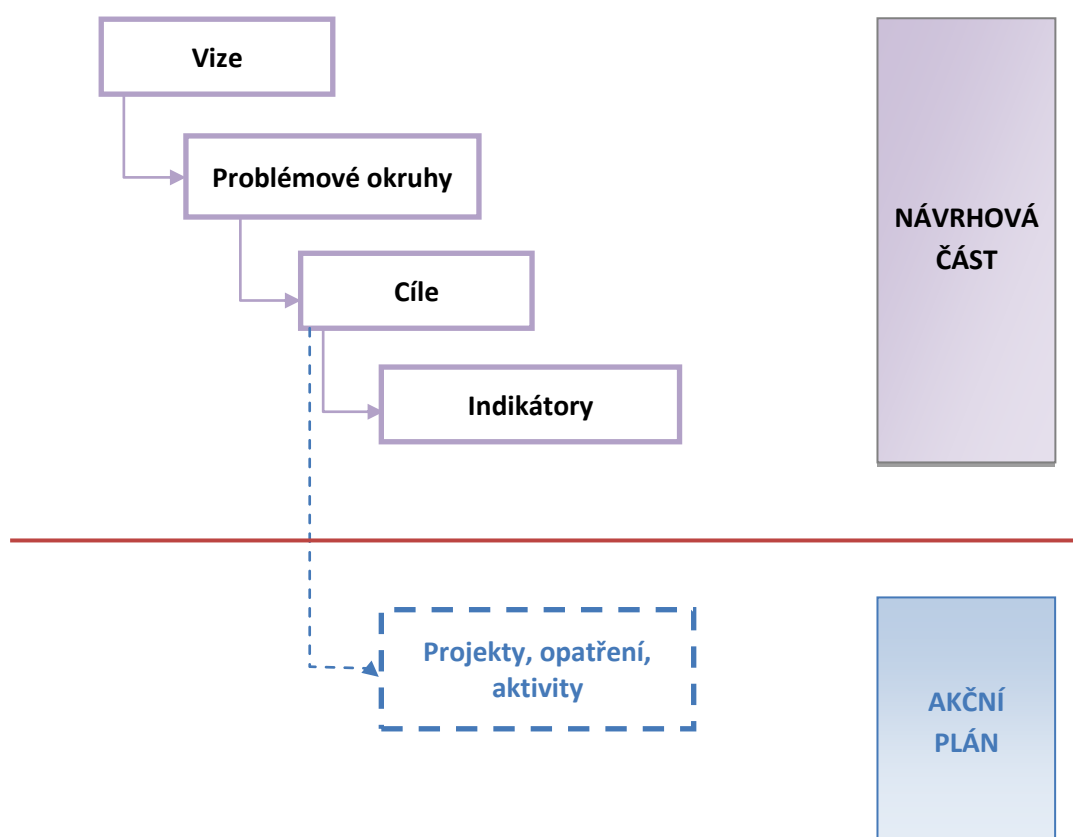 Vize
Problémové okruhy
Cíle
Indikátory
NÁVRHOVÁ
ČÁST
Projekty, opatření,
aktivity
AKČNÍ
PLÁN